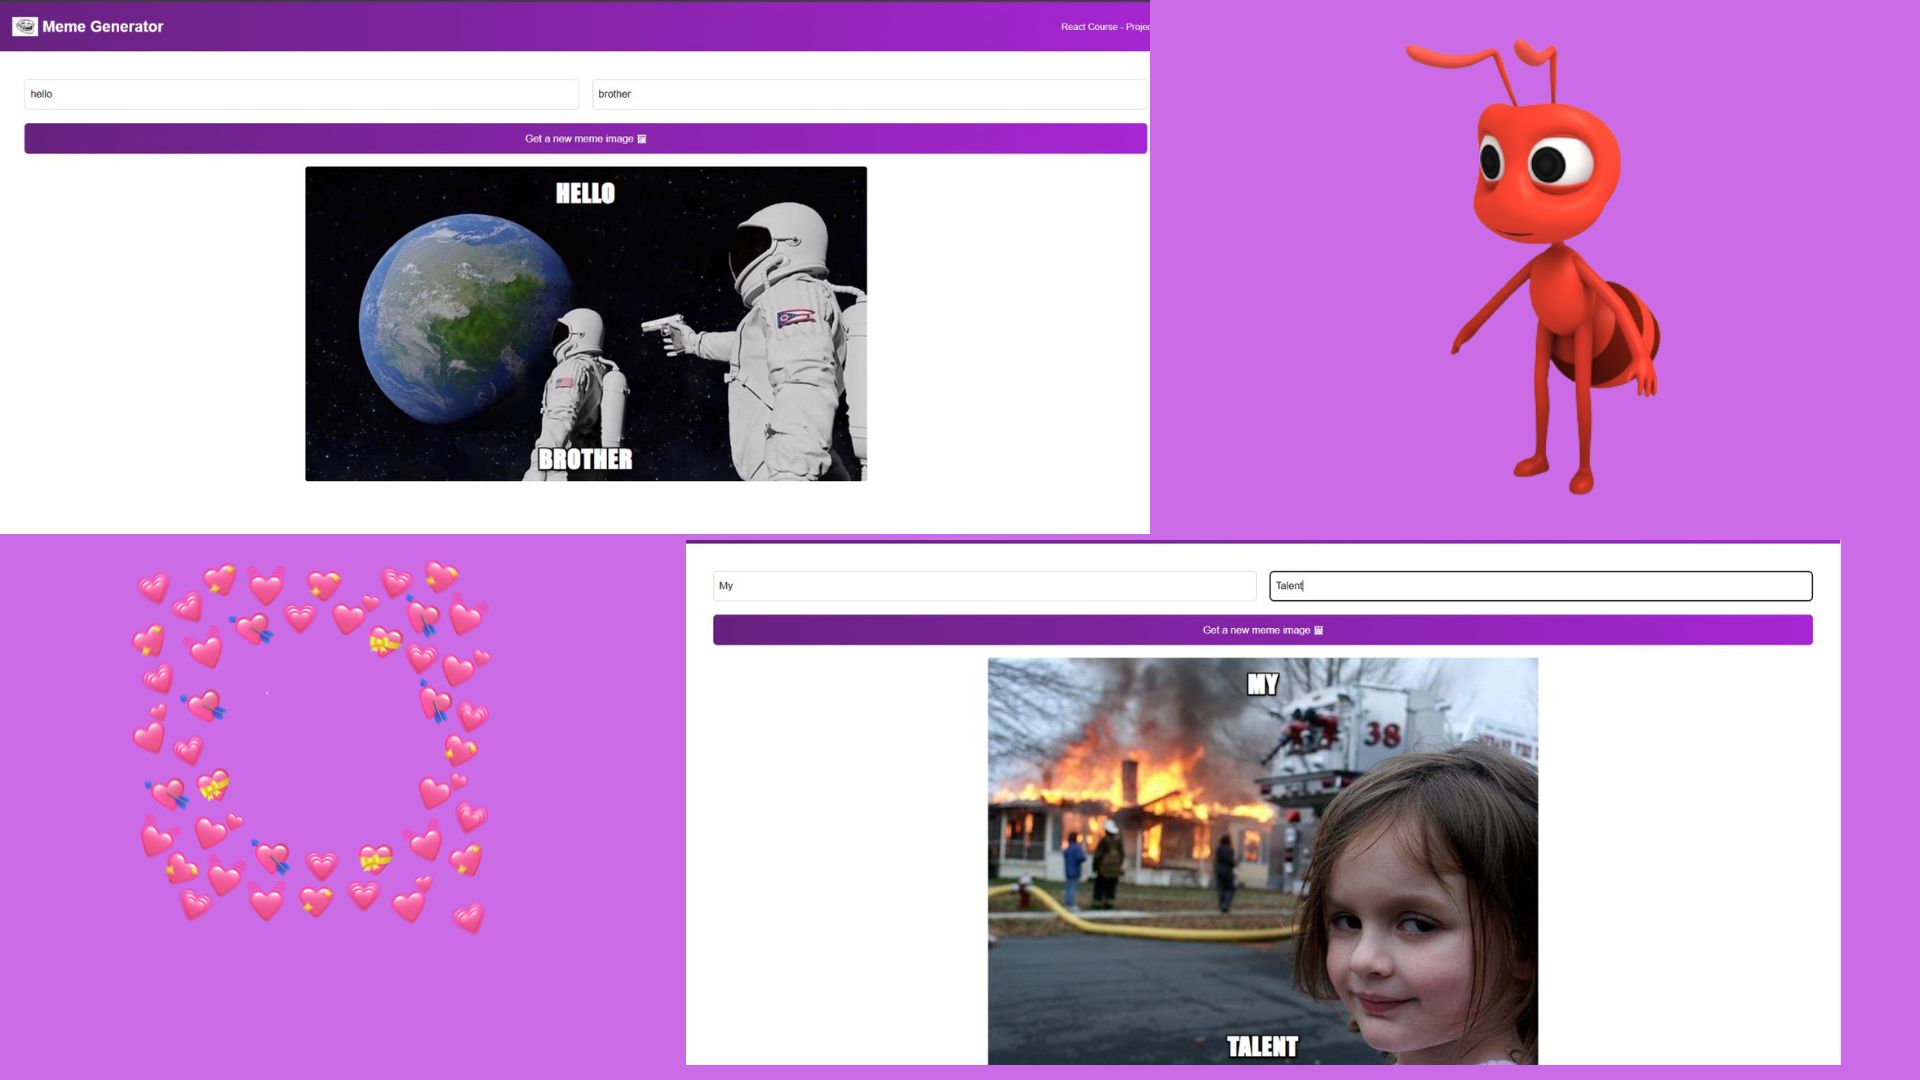 Meme Generator
React Course - Projec
hello
brother
Get a new meme image
HELLO
BROTHER
My
Talent
Get a new meme image
MY
38
TALENT